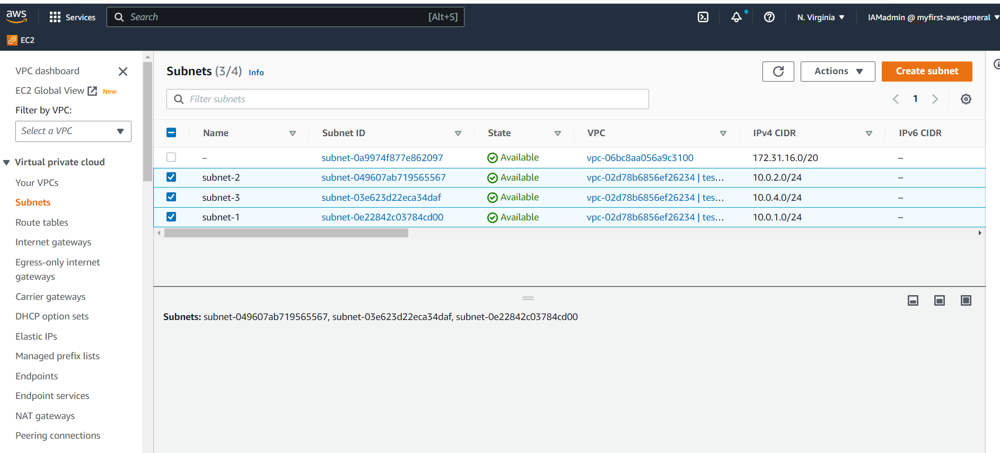 aws Services Search [Alt+S] N. Virginia IAMadmin @ myfirst-aws-general
EC2
VPC dashboard
EC2 Global View New
Filter by VPC:
Select a VPC
Virtual private cloud
Your VPCs
Subnets
Route tables
Internet gateways
Egress-only internet
gateways
Carrier gateways
DHCP option sets
Elastic IPs
Managed prefix lists
Endpoints
Endpoint services
NAT gateways
Peering connections
Subnets (3/4) Info Actions Create subnet
Filter subnets 1
Name Subnet ID State VPC IPv4 CIDR IPv6 CIDR
– subnet-0a9974f877e862097 Available vpc-06bc8aa056a9c3100 172.31.16.0/20 –
subnet-2 subnet-049607ab719565567 Available vpc-02d78b6856ef26234 | tes... 10.0.2.0/24 –
subnet-3 subnet-03e623d22eca34daf Available vpc-02d78b6856ef26234 | tes... 10.0.4.0/24 –
subnet-1 subnet-0e22842c03784cd00 Available vpc-02d78b6856ef26234 | tes... 10.0.1.0/24 –
Subnets: subnet-049607ab719565567, subnet-03e623d22eca34daf, subnet-0e22842c03784cd00